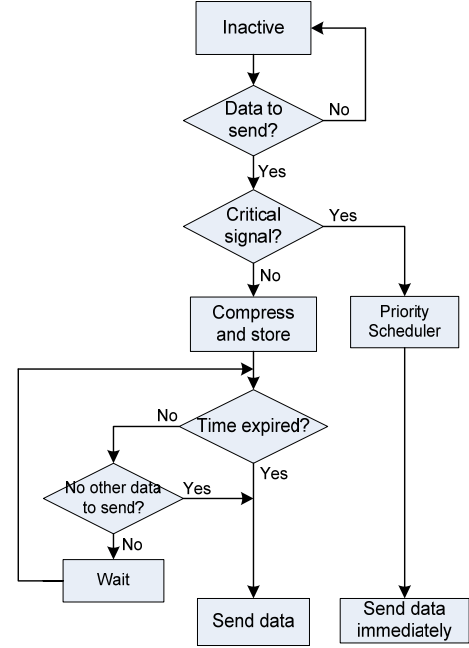 Inactive
Data to
send?
No
Yes
Critical
signal?
Yes
No
Compress
and store
Priority
Scheduler
No
Time expired?
Yes
No other data
to send?
Yes
No
Wait
Send data
Send data
immediately